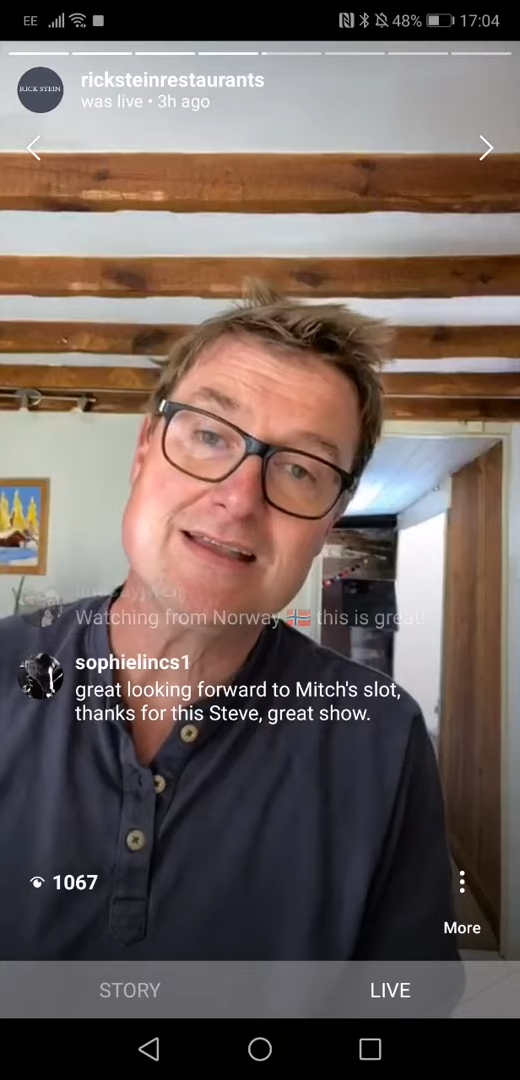 EE 48% 17:04
RICK STEIN
ricksteinrestaurants
was live • 3h ago
Watching from Norway 🇳🇴 this is great!
sophielincs1
great looking forward to Mitch's slot,
thanks for this Steve, great show.
1067
More
STORY LIVE